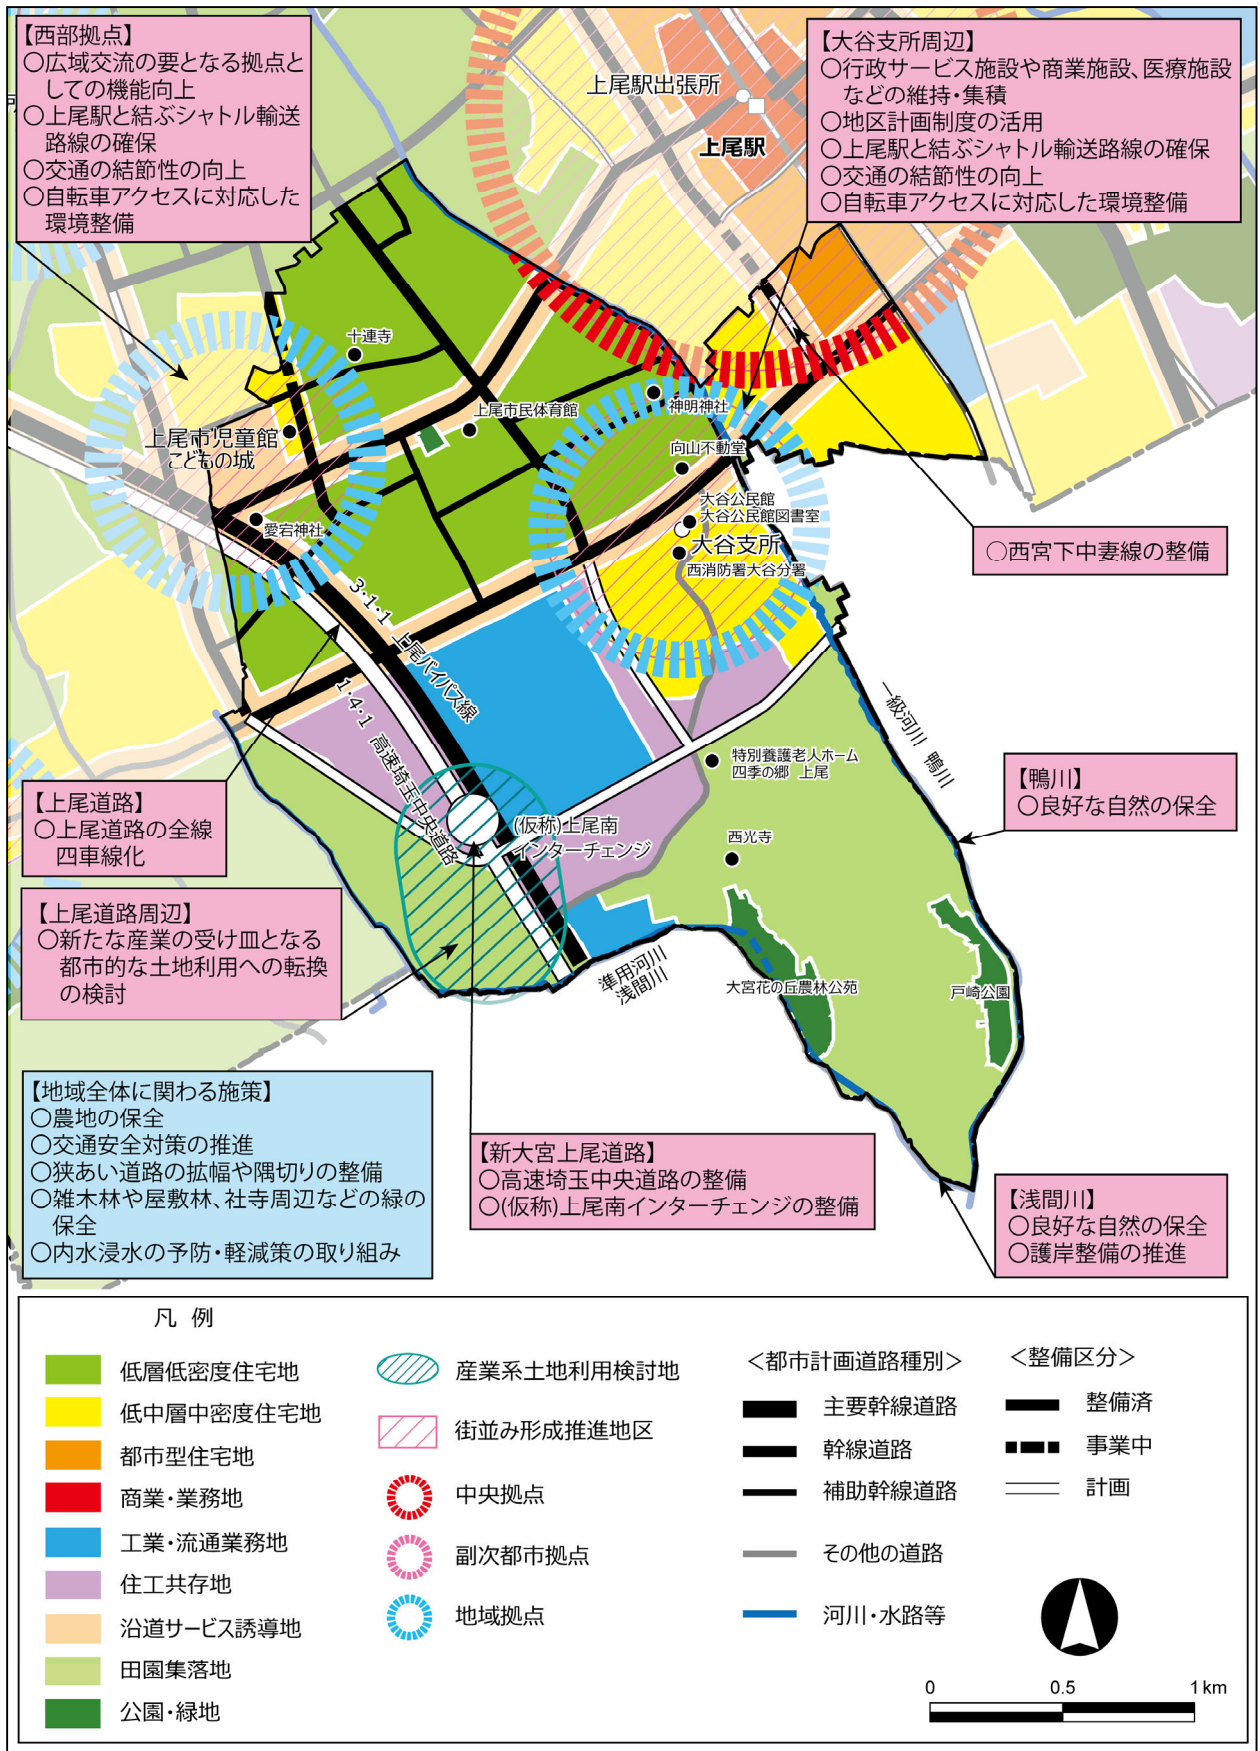 【西部拠点】
○広域交流の要となる拠点と
しての機能向上
○上尾駅と結ぶシャトル輸送
路線の確保
○交通の結節性の向上
○自転車アクセスに対応した
環境整備
【大谷支所周辺】
○行政サービス施設や商業施設、医療施設
などの維持・集積
○地区計画制度の活用
○上尾駅と結ぶシャトル輸送路線の確保
○交通の結節性の向上
○自転車アクセスに対応した環境整備
上尾駅出張所
上尾駅
十連寺
上尾市民体育館
神明神社
上尾市児童館
こどもの城
向山不動堂
大谷公民館
大谷公民館図書室
大谷支所
西消防署大谷分署
愛宕神社
○西宮下中妻線の整備
3・1・1 上尾バイパス線
1・4・1 高速埼玉中央道路
一級河川 鴨川
特別養護老人ホーム
四季の郷 上尾
【鴨川】
○良好な自然の保全
【上尾道路】
○上尾道路の全線
四車線化
(仮称)上尾南
インターチェンジ
西光寺
【上尾道路周辺】
○新たな産業の受け皿となる
都市的な土地利用への転換
の検討
準用河川
浅間川
大宮花の丘農林公苑
戸崎公園
【地域全体に関わる施策】
○農地の保全
○交通安全対策の推進
○狭あい道路の拡幅や隅切りの整備
○雑木林や屋敷林、社寺周辺などの緑の
保全
○内水浸水の予防・軽減策の取り組み
【新大宮上尾道路】
○高速埼玉中央道路の整備
○(仮称)上尾南インターチェンジの整備
【浅間川】
○良好な自然の保全
○護岸整備の推進
凡 例
低層低密度住宅地
低中層中密度住宅地
都市型住宅地
商業・業務地
工業・流通業務地
住工共存地
沿道サービス誘導地
田園集落地
公園・緑地
産業系土地利用検討地
街並み形成推進地区
中央拠点
副次都市拠点
地域拠点
＜都市計画道路種別＞
主要幹線道路
幹線道路
補助幹線道路
その他の道路
河川・水路等
＜整備区分＞
整備済
事業中
計画
0 0.5 1 km